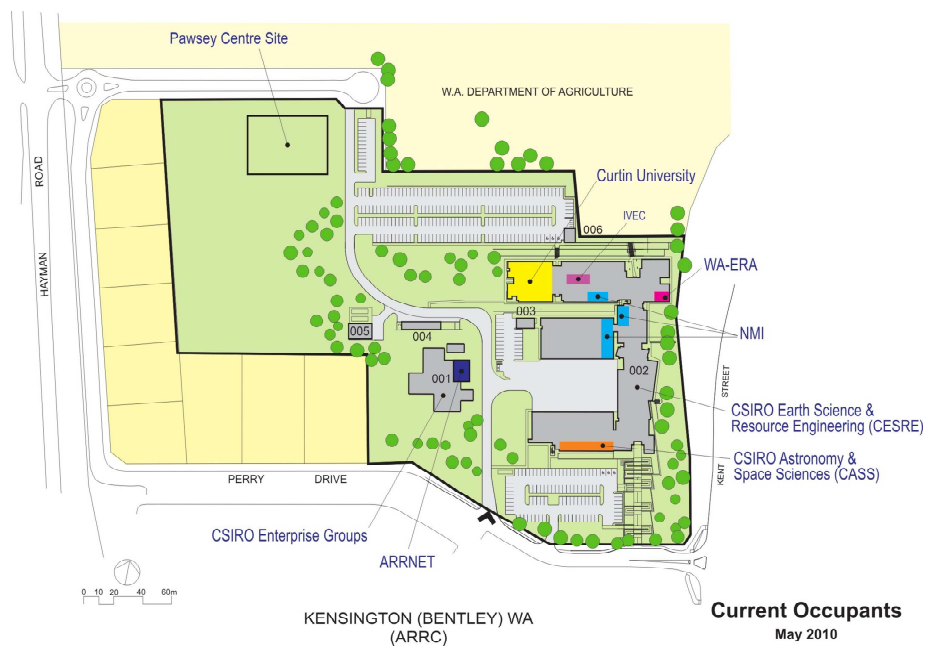 Pawsey Centre Site
W.A. DEPARTMENT OF AGRICULTURE
Curtin University
IVEC
006
WA-ERA
HAYMAN ROAD
003
005
004
NMI
001
002
KENT STREET
CSIRO Earth Science &
Resource Engineering (CESRE)
CSIRO Astronomy &
Space Sciences (CASS)
PERRY DRIVE
CSIRO Enterprise Groups
ARRNET
0 10 20 40 60m
KENSINGTON (BENTLEY) WA
(ARRC)
Current Occupants
May 2010